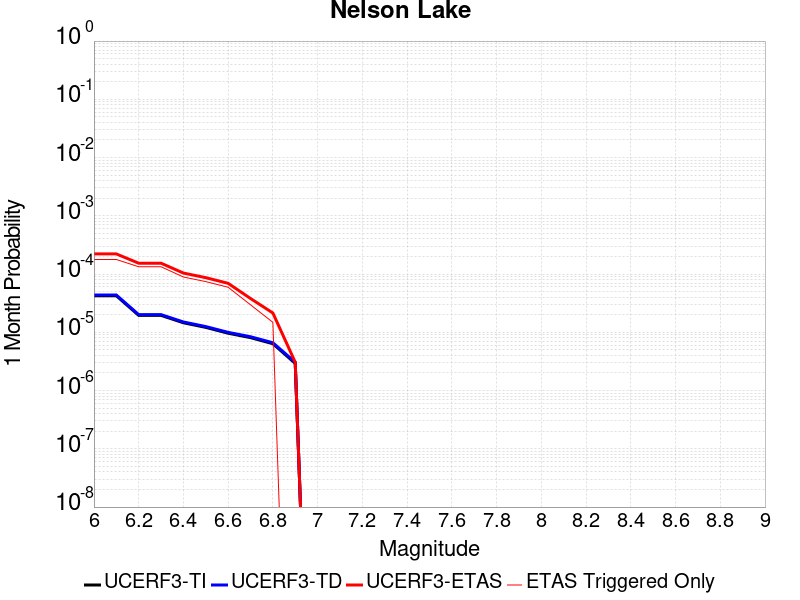 Nelson Lake
10^0
10^-1
10^-2
10^-3
10^-4
10^-5
10^-6
10^-7
10^-8
1 Month Probability
6 6.2 6.4 6.6 6.8 7 7.2 7.4 7.6 7.8 8 8.2 8.4 8.6 8.8 9
Magnitude
UCERF3-TI UCERF3-TD UCERF3-ETAS ETAS Triggered Only